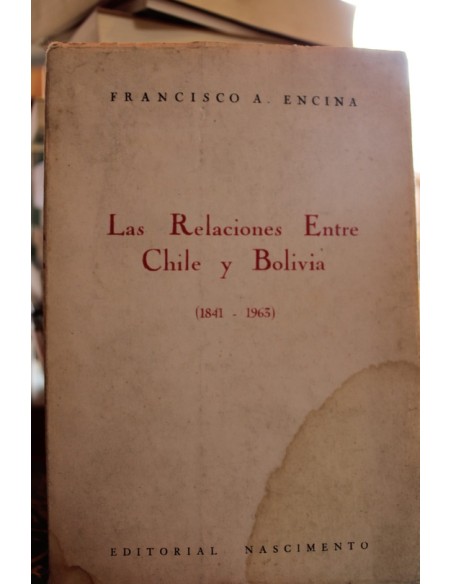 FRANCISCO A. ENCINA
Las Relaciones Entre
Chile y Bolivia
(1841 - 1963)
EDITORIAL NASCIMENTO